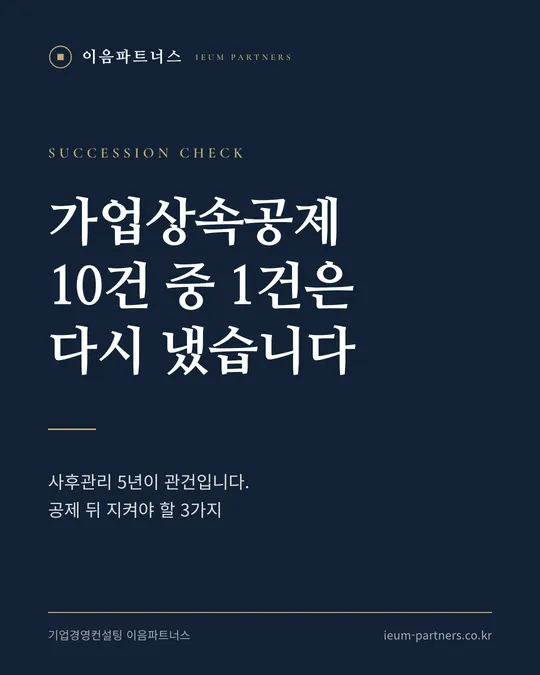 이음파트너스 IEUM PARTNERS
SUCCESSION CHECK
가업상속공제
10건 중 1건은
다시 냈습니다
사후관리 5년이 관건입니다.
공제 뒤 지켜야 할 3가지
기업경영컨설팅 이음파트너스 ieum-partners.co.kr